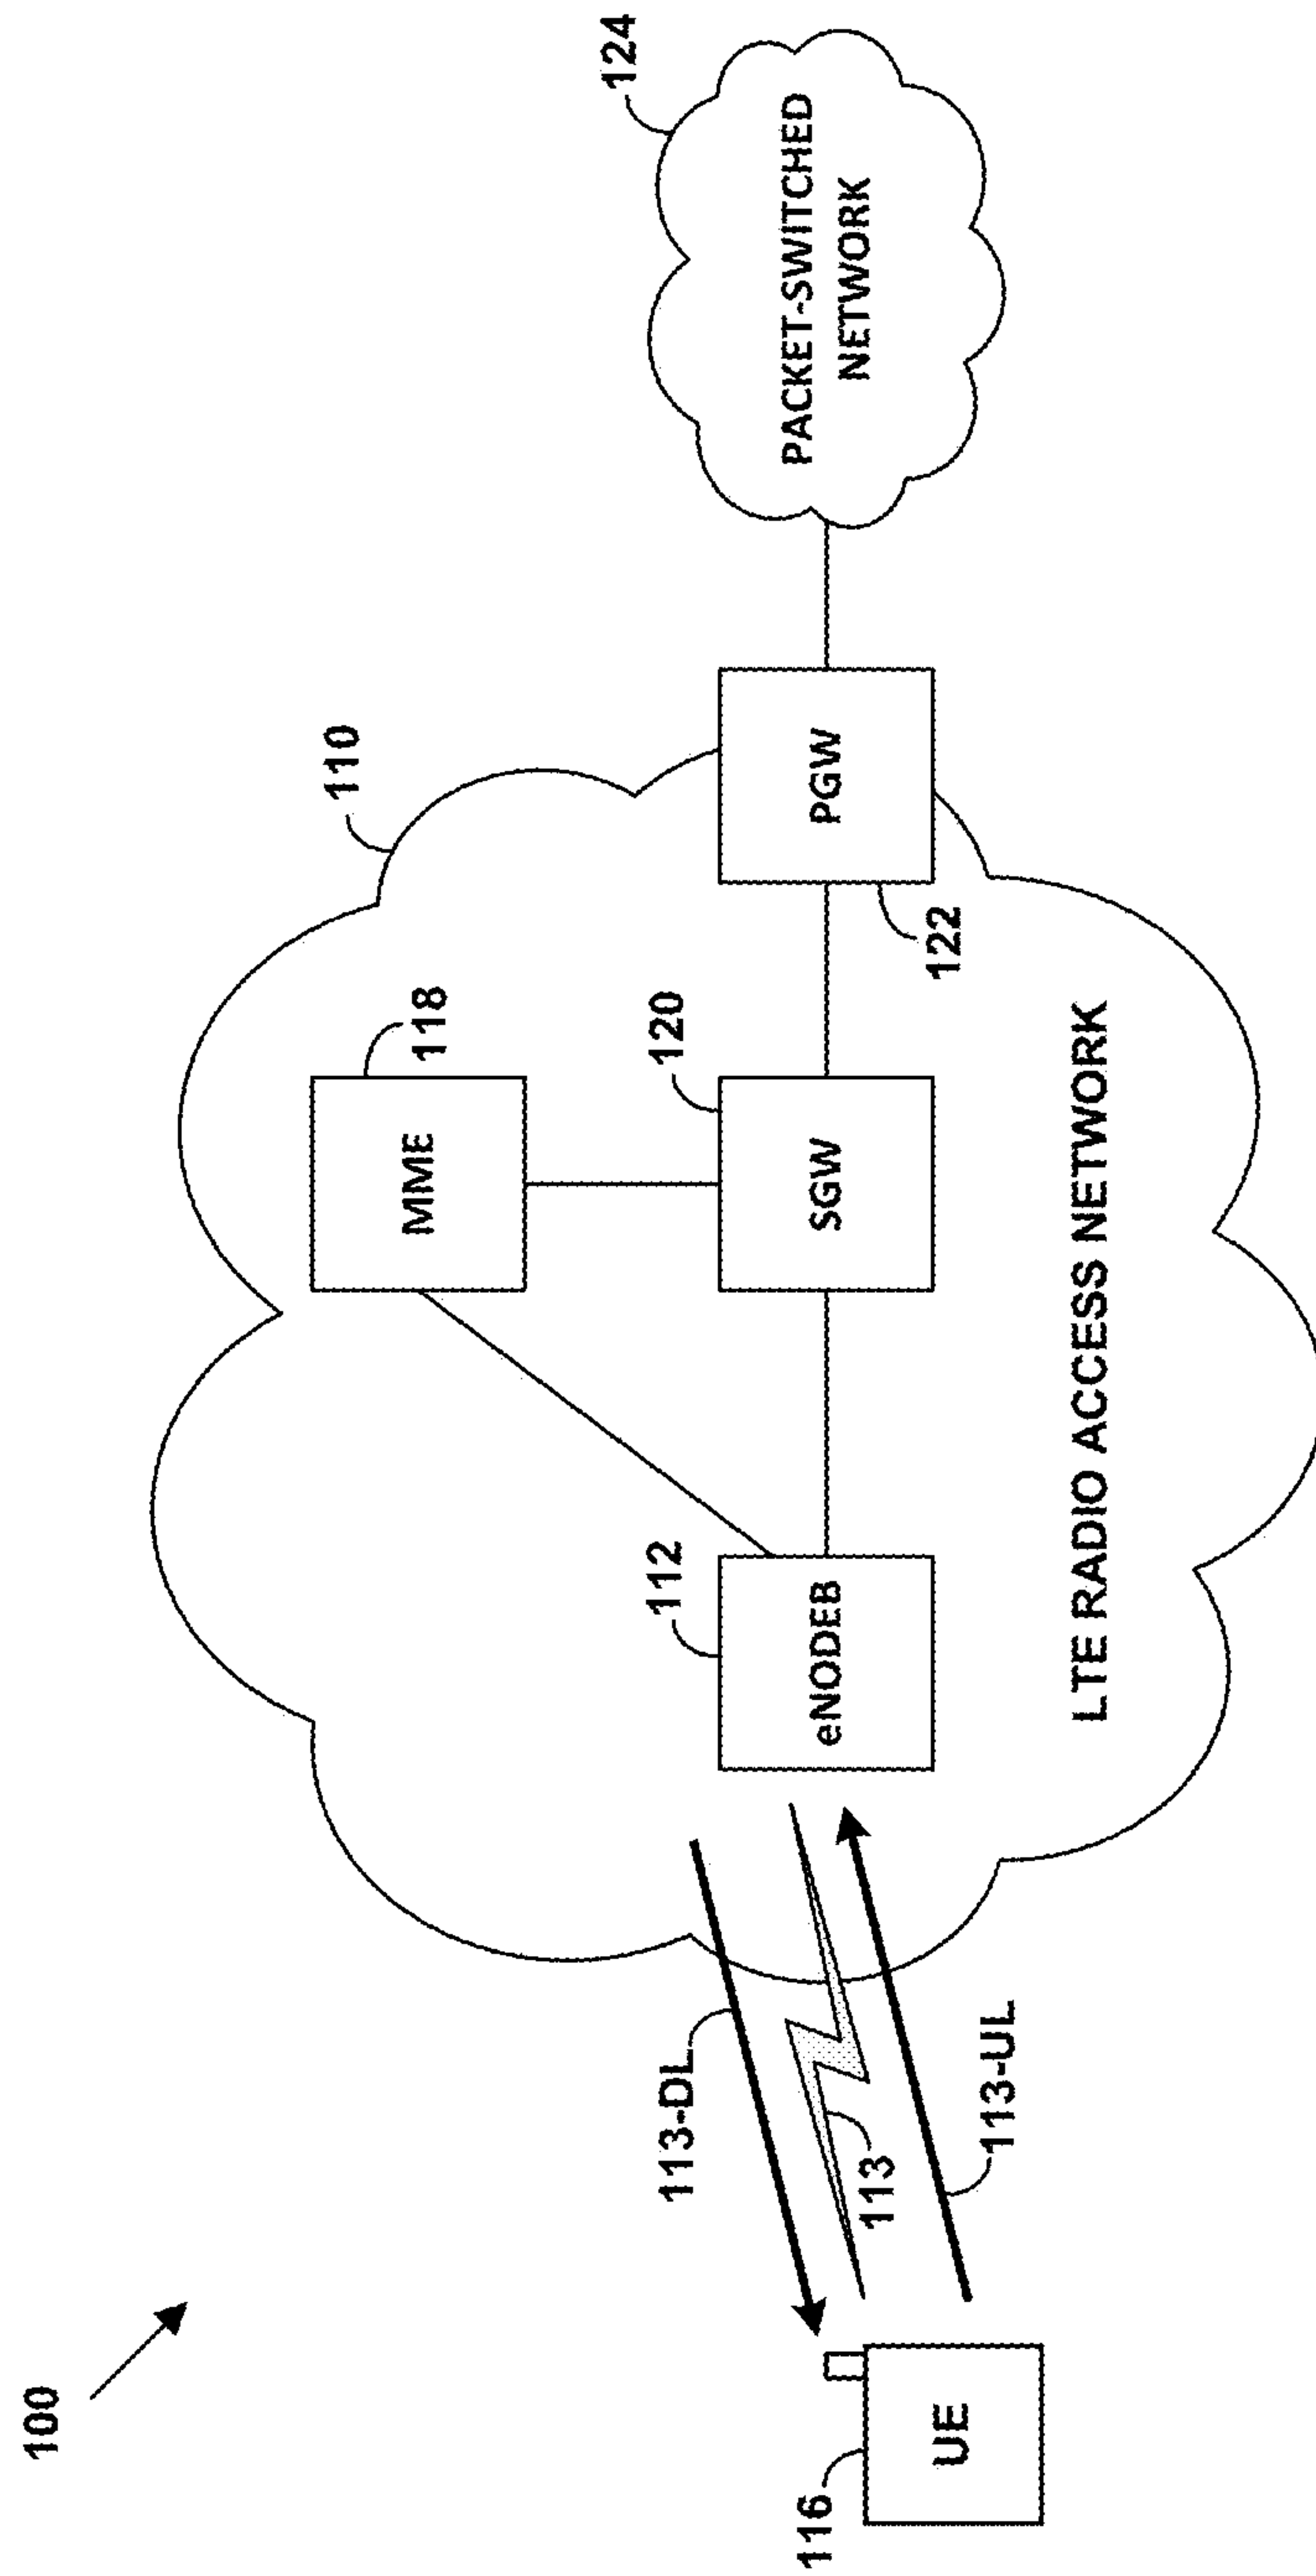 100
110
124
MME
118
112
120
PACKET-SWITCHED
NETWORK
113-DL
eNODEB
SGW
PGW
116
113
122
UE
113-UL
LTE RADIO ACCESS NETWORK